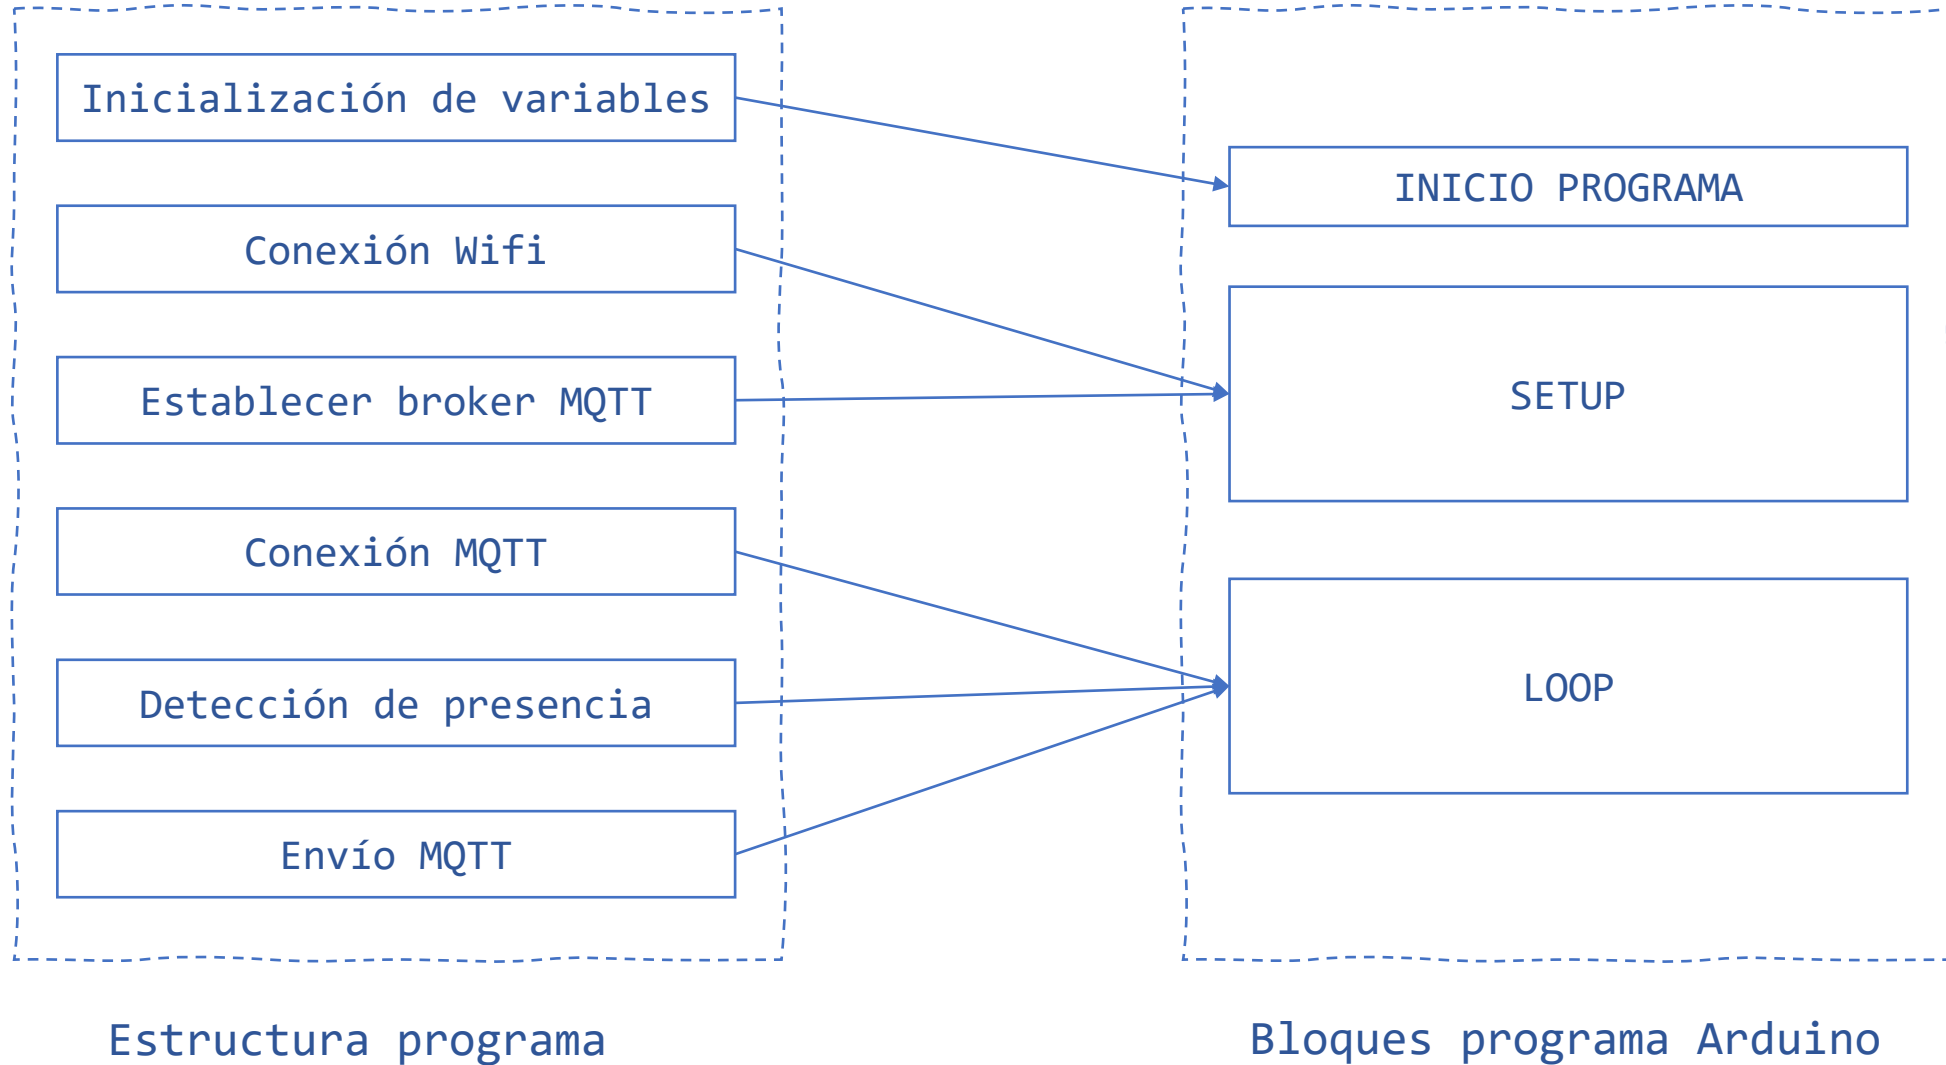 Inicialización de variables
Conexión Wifi
Establecer broker MQTT
Conexión MQTT
Detección de presencia
Envío MQTT
Estructura programa
INICIO PROGRAMA
SETUP
LOOP
Bloques programa Arduino